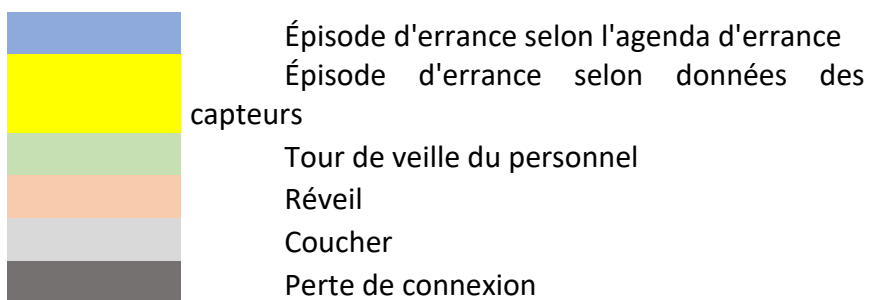 Épisode d'errance selon l'agenda d'errance
Épisode d'errance selon données des
capteurs
Tour de veille du personnel
Réveil
Coucher
Perte de connexion